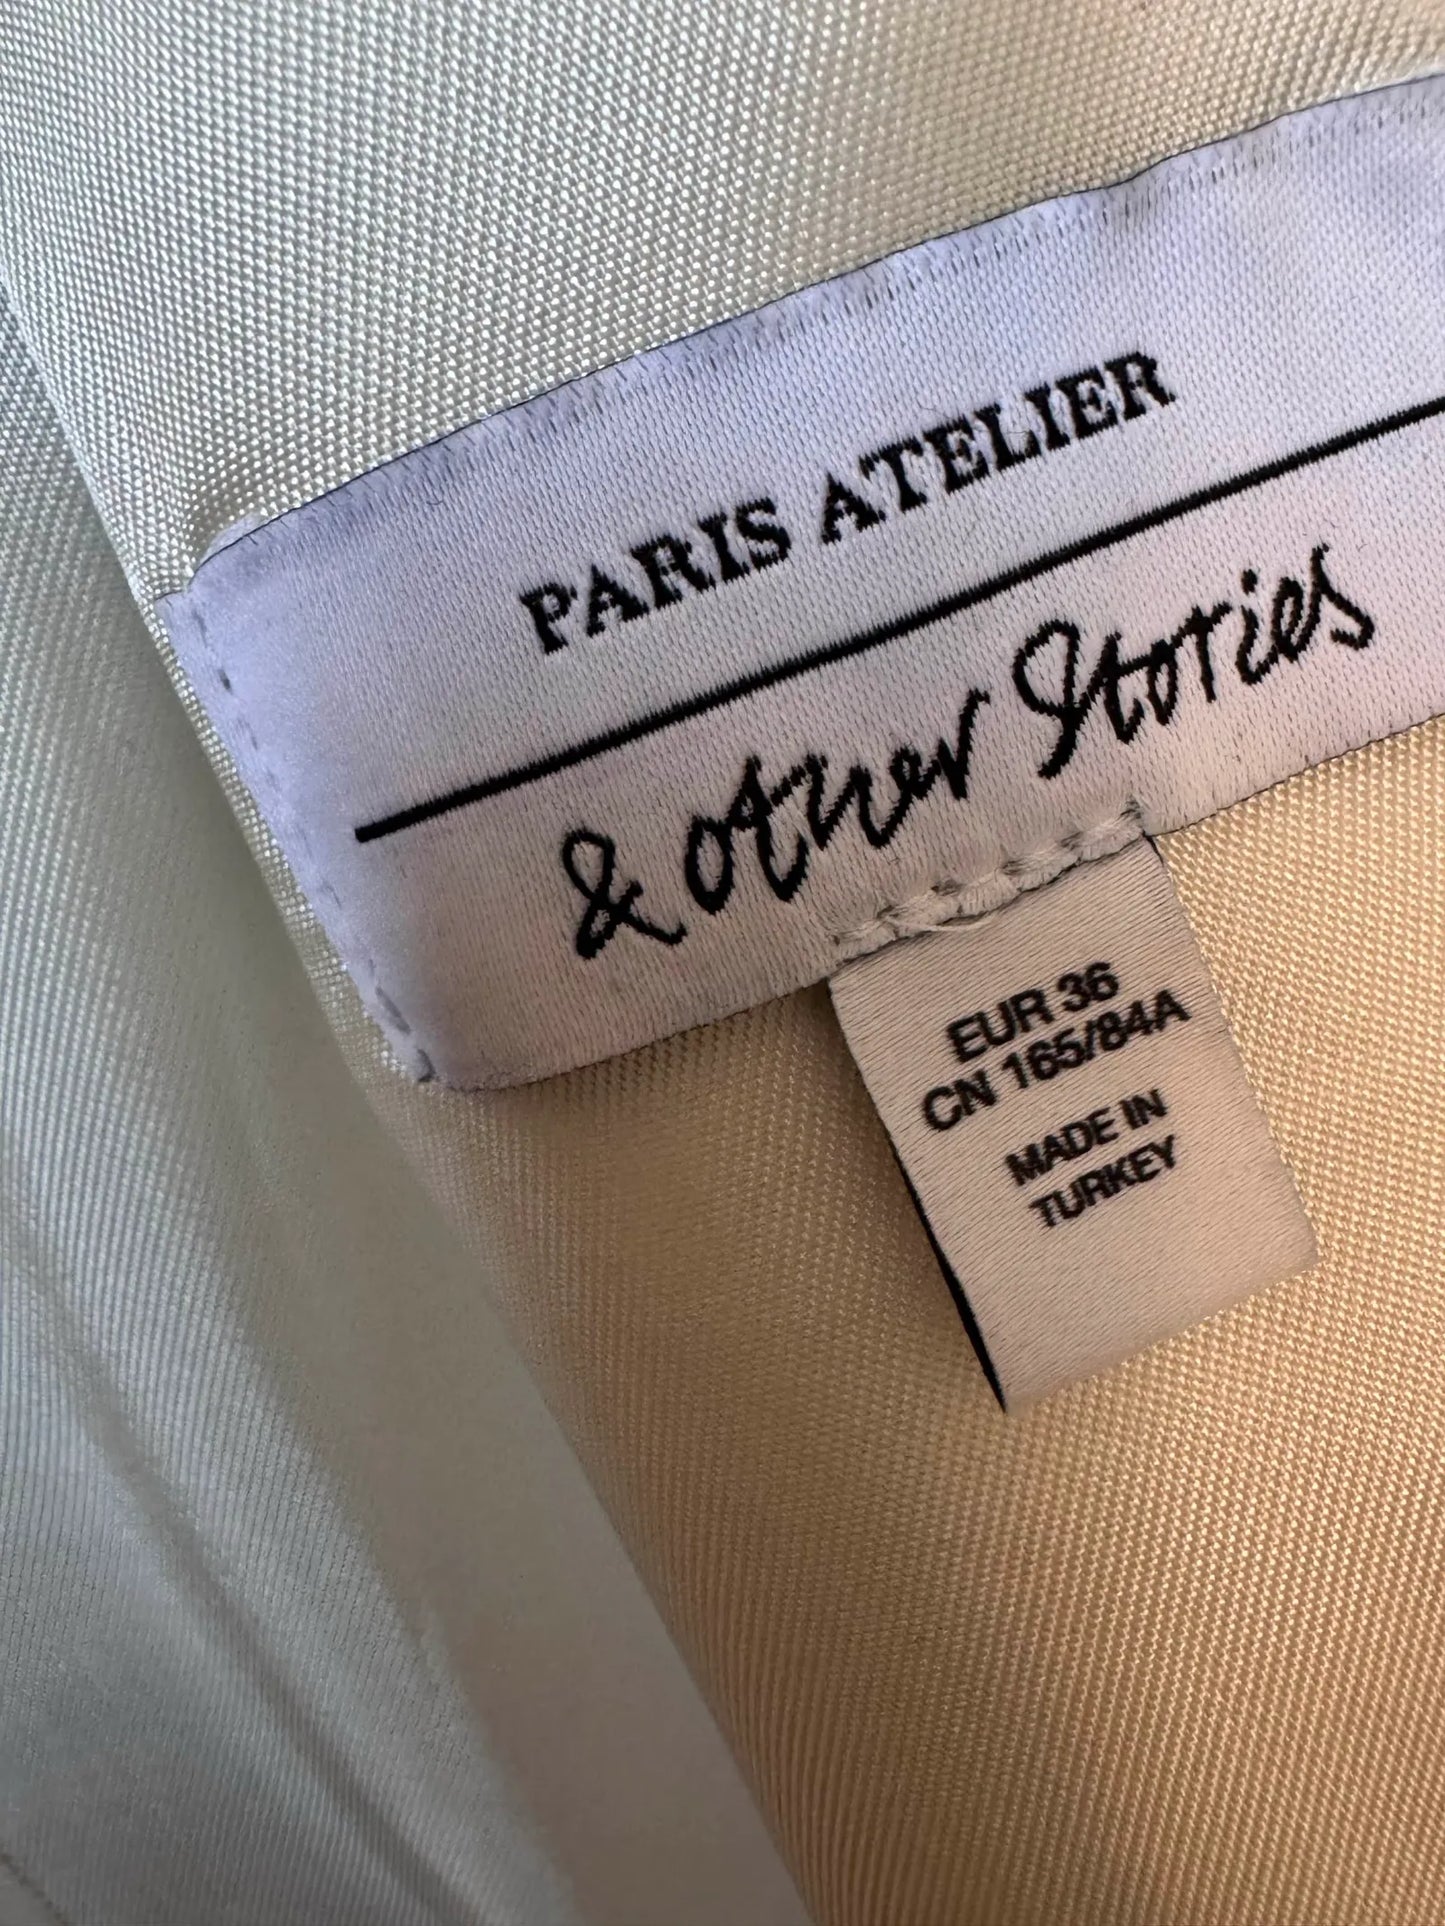 PARIS ATELIER
& Other Stories
EUR 36
CN 165/84A
MADE IN
TURKEY